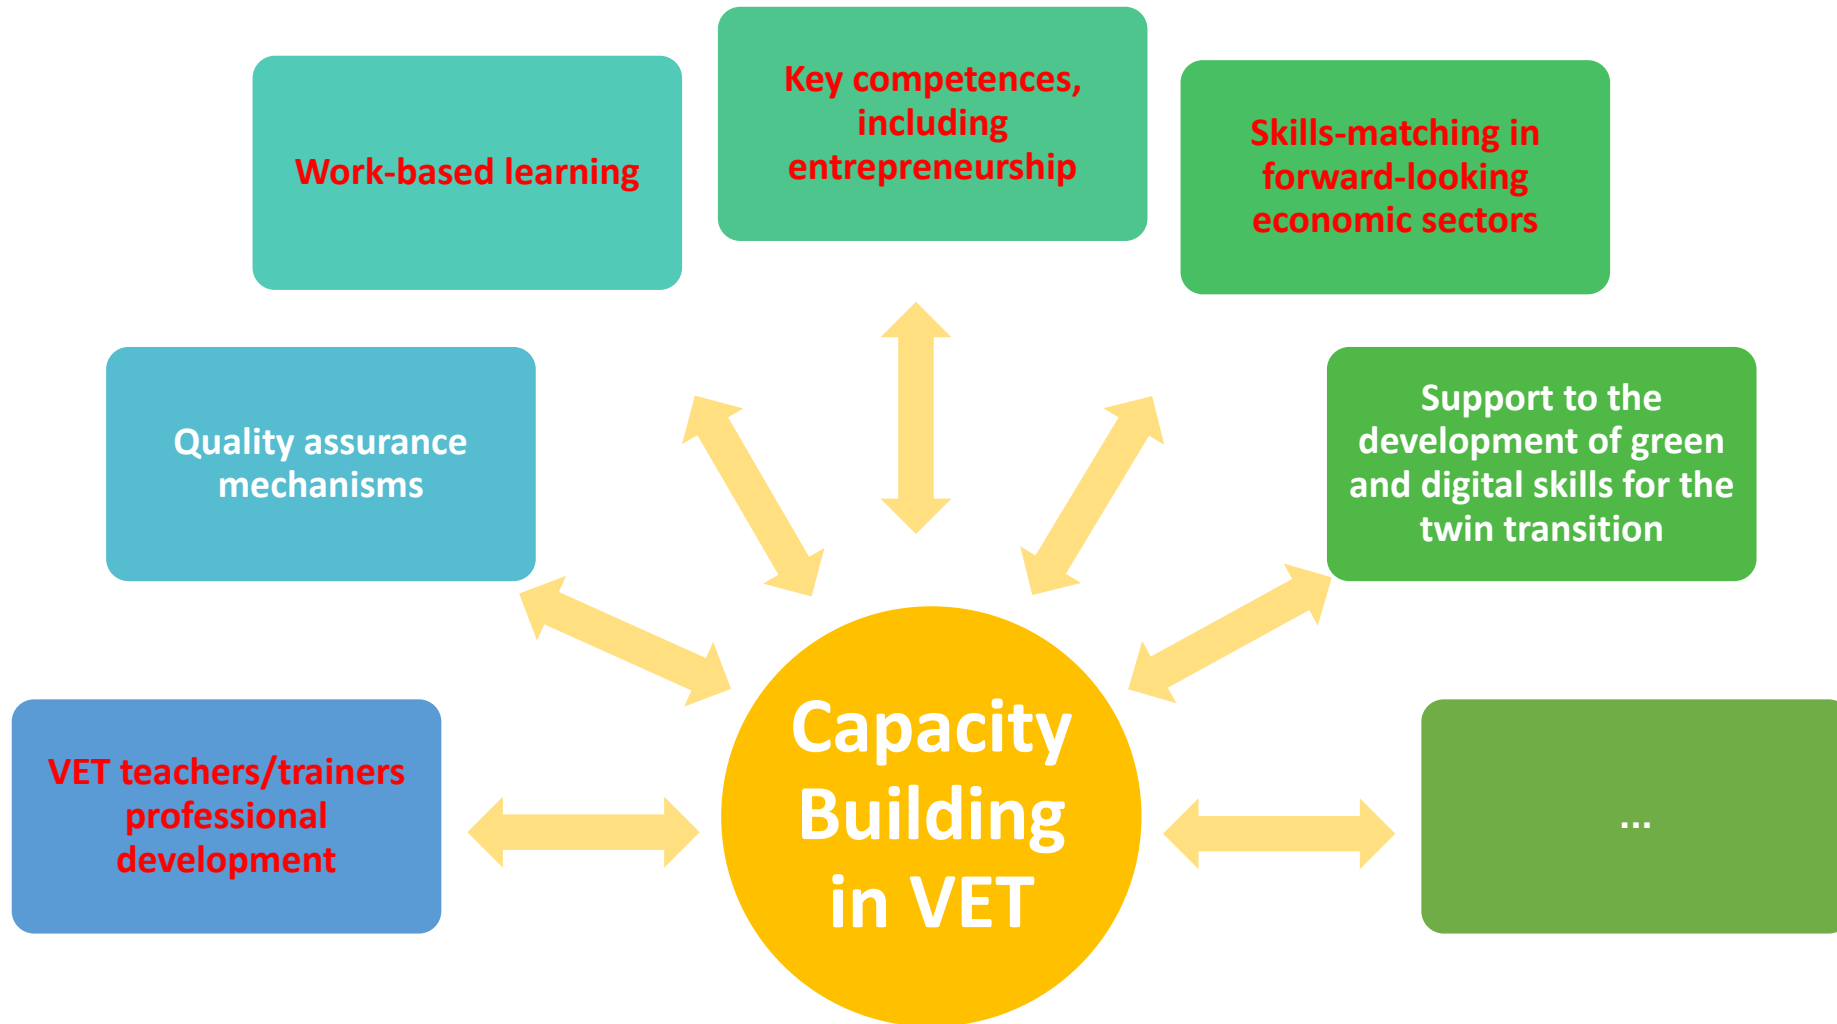 Key competences,
including
entrepreneurship
Work-based learning
Skills-matching in
forward-looking
economic sectors
Quality assurance
mechanisms
Support to the
development of green
and digital skills for the
twin transition
VET teachers/trainers
professional
development
Capacity
Building
in VET
...